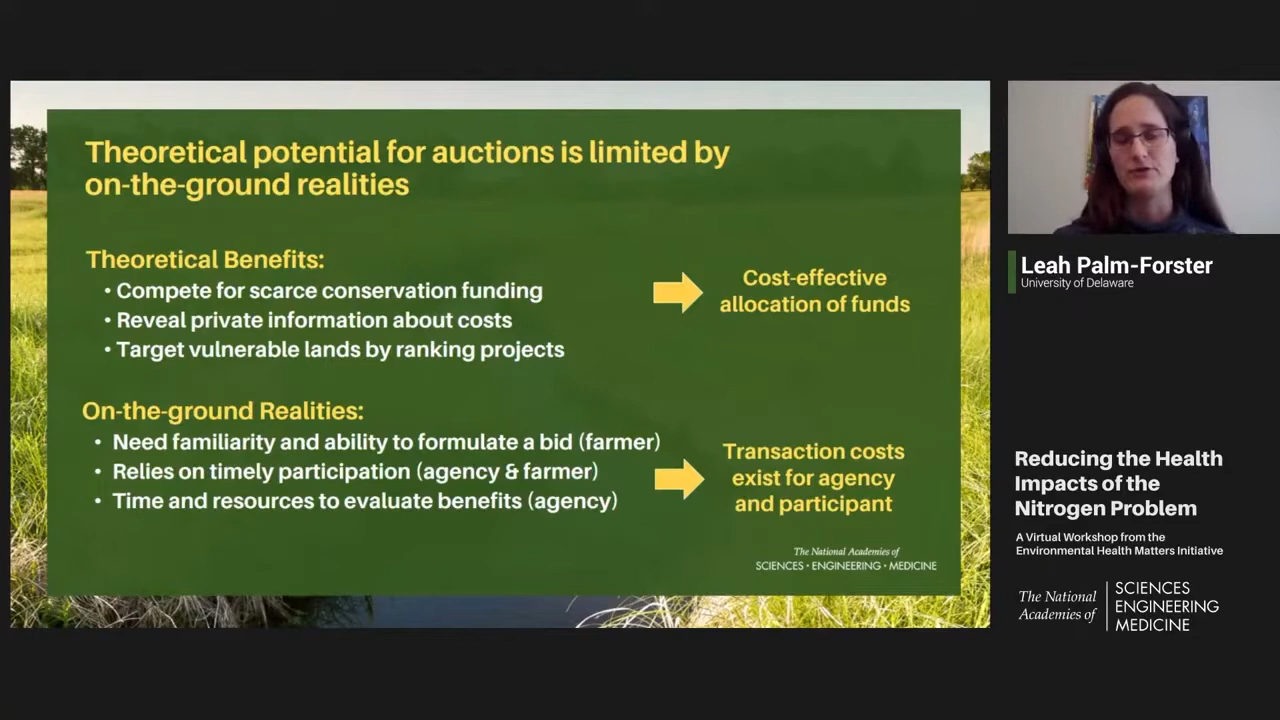 Theoretical potential for auctions is limited by
on-the-ground realities
Theoretical Benefits:
• Compete for scarce conservation funding
• Reveal private information about costs
• Target vulnerable lands by ranking projects
Cost-effective
allocation of funds
On-the-ground Realities:
• Need familiarity and ability to formulate a bid (farmer)
• Relies on timely participation (agency & farmer)
• Time and resources to evaluate benefits (agency)
Transaction costs
exist for agency
and participant
The National Academies of
SCIENCES • ENGINEERING • MEDICINE
Leah Palm-Forster
University of Delaware
Reducing the Health
Impacts of the
Nitrogen Problem
A Virtual Workshop from the
Environmental Health Matters Initiative
The National
Academies of
SCIENCES
ENGINEERING
MEDICINE